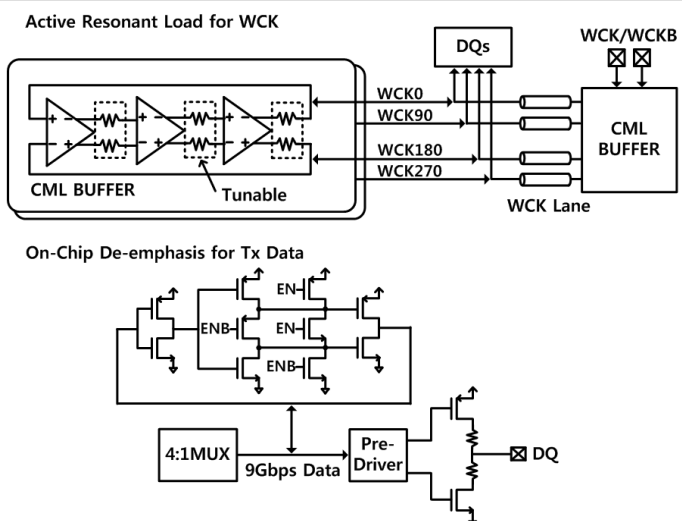 Active Resonant Load for WCK
WCK/WCKB
DQs
WCK0
WCK90
WCK180
WCK270
CML
BUFFER
+ + +
+ + +
− − −
− − −
CML BUFFER
Tunable
WCK Lane
On-Chip De-emphasis for Tx Data
EN
ENB
EN
ENB
4:1MUX
9Gbps Data
Pre-
Driver
DQ